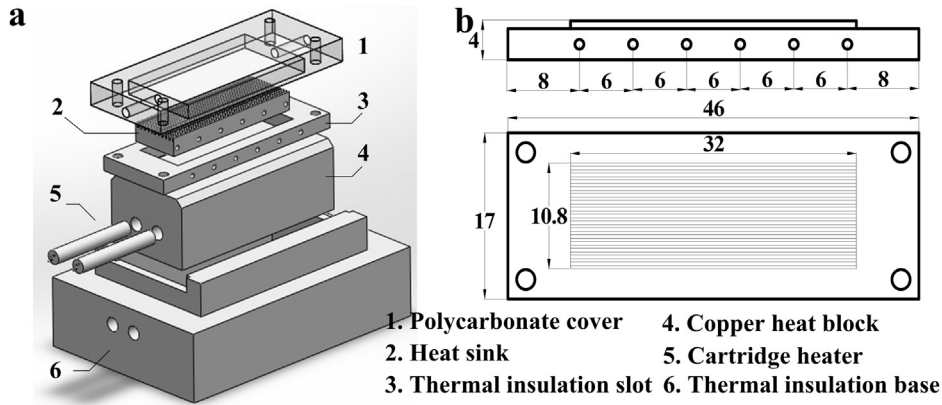 a
1
2
3
4
5
6
b
4
8 6 6 6 6 6 8
46
32
17
10.8
1. Polycarbonate cover
2. Heat sink
3. Thermal insulation slot
4. Copper heat block
5. Cartridge heater
6. Thermal insulation base